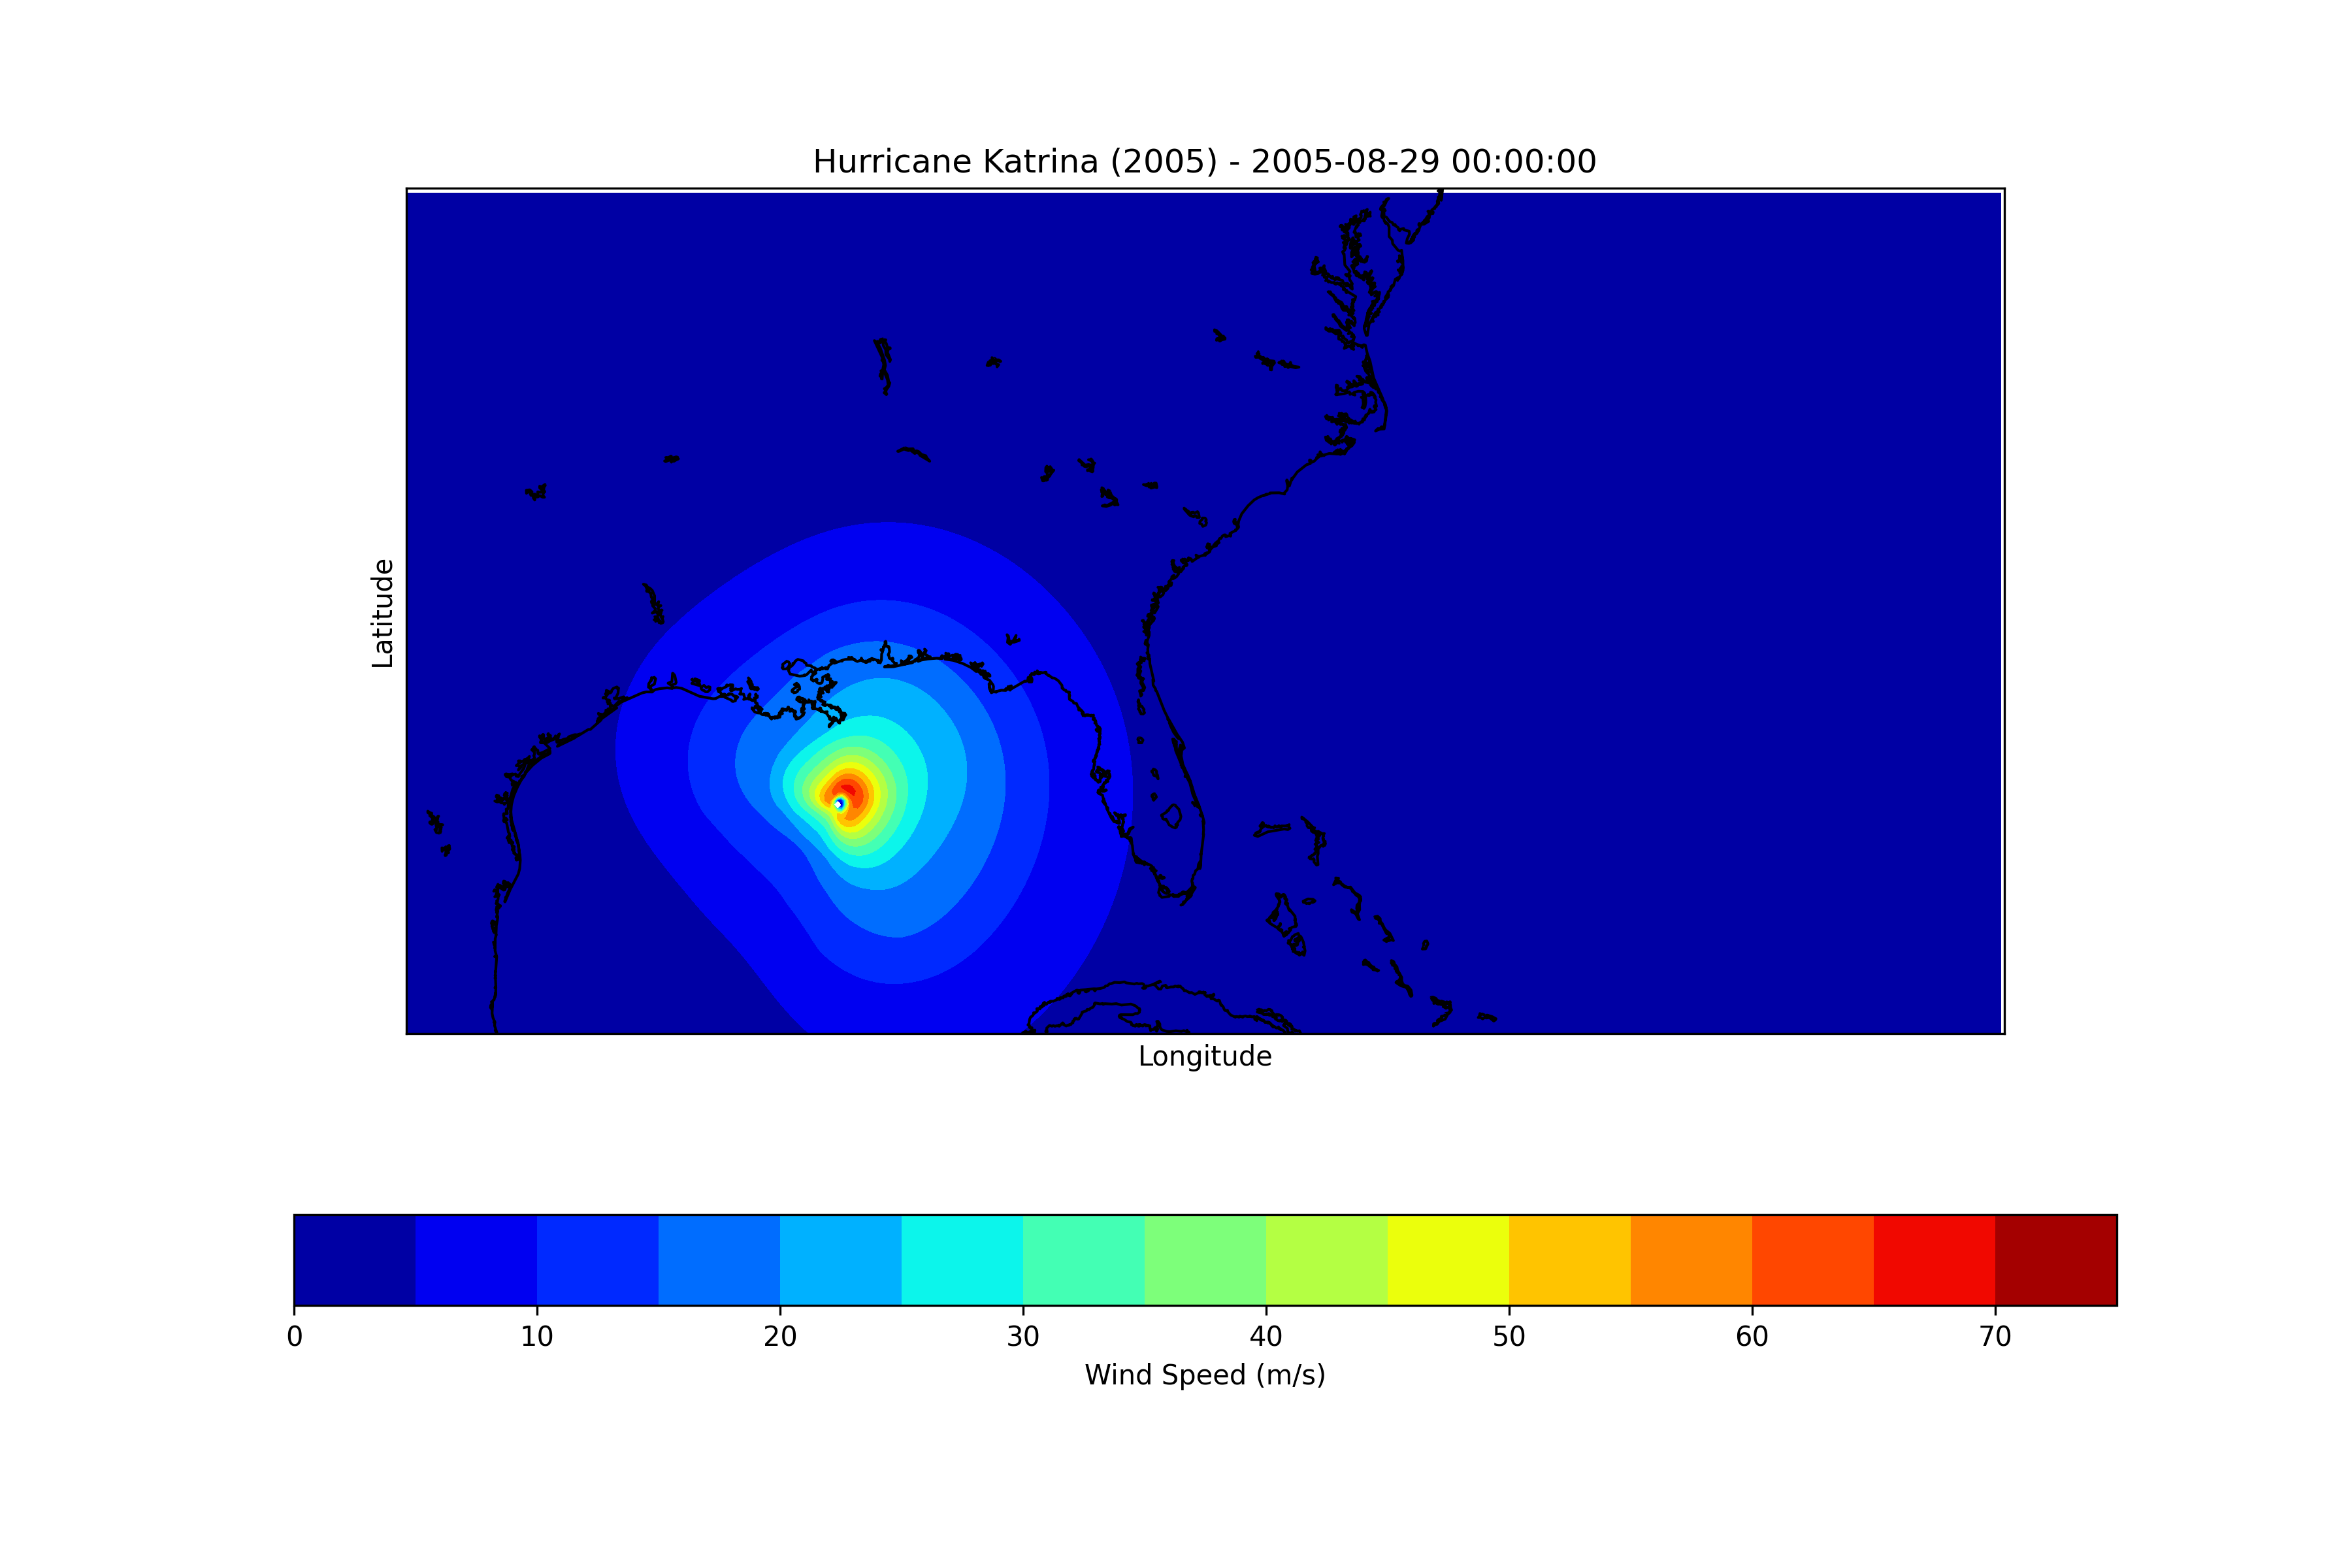 Hurricane Katrina (2005) - 2005-08-29 00:00:00
Latitude
Longitude
0 10 20 30 40 50 60 70
Wind Speed (m/s)